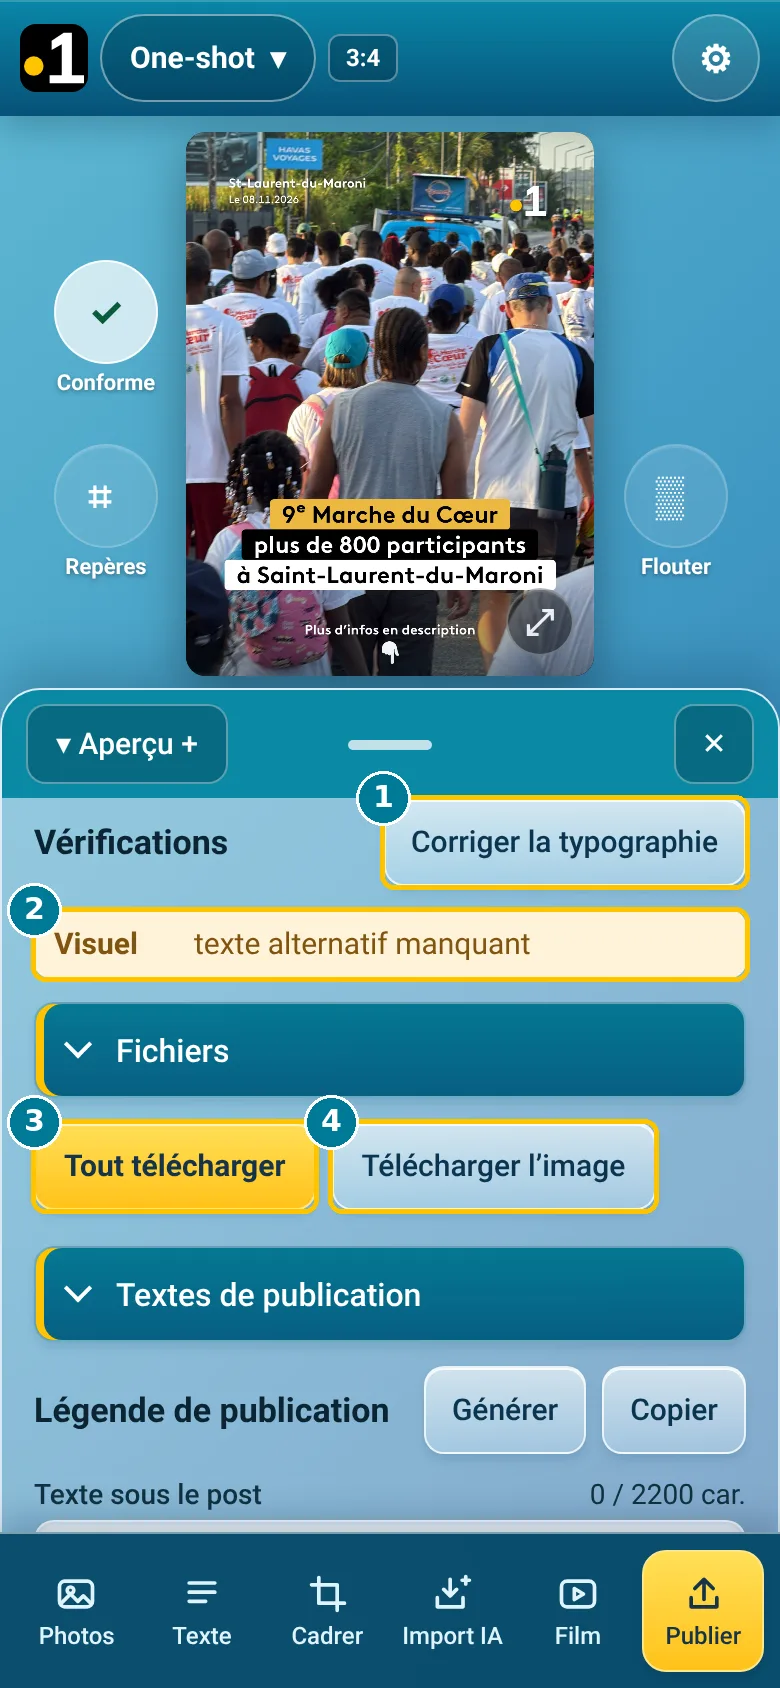 .1
One-shot ▼
3:4
HAVAS
VOYAGES
St-Laurent-du-Maroni
Le 08.11.2026
.1
Conforme
Repères
Flouter
9e Marche du Cœur
plus de 800 participants
à Saint-Laurent-du-Maroni
Plus d'infos en description
▾ Aperçu +
✕
1
Vérifications
Corriger la typographie
2
Visuel texte alternatif manquant
Fichiers
3
4
Tout télécharger
Télécharger l’image
Textes de publication
Légende de publication
Générer
Copier
Texte sous le post
0 / 2200 car.
Photos
Texte
Cadrer
Import IA
Film
Publier